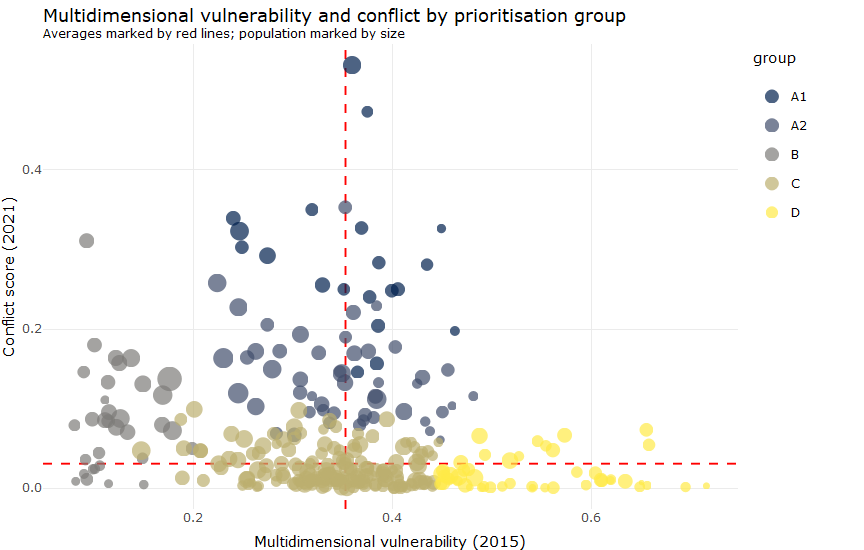 Multidimensional vulnerability and conflict by prioritisation group
Averages marked by red lines; population marked by size
group
A1
A2
B
C
D
Conflict score (2021)
0.4
0.2
0.0
0.2
0.4
0.6
Multidimensional vulnerability (2015)